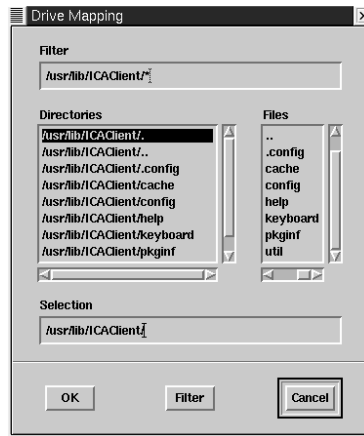 Drive Mapping
Filter
/usr/lib/ICAClient/*
Directories
/usr/lib/ICAClient/.
/usr/lib/ICAClient/..
/usr/lib/ICAClient/.config
/usr/lib/ICAClient/cache
/usr/lib/ICAClient/config
/usr/lib/ICAClient/help
/usr/lib/ICAClient/keyboard
/usr/lib/ICAClient/pkginf
Files
..
.config
cache
config
help
keyboard
pkginf
util
Selection
/usr/lib/ICAClient/
OK
Filter
Cancel